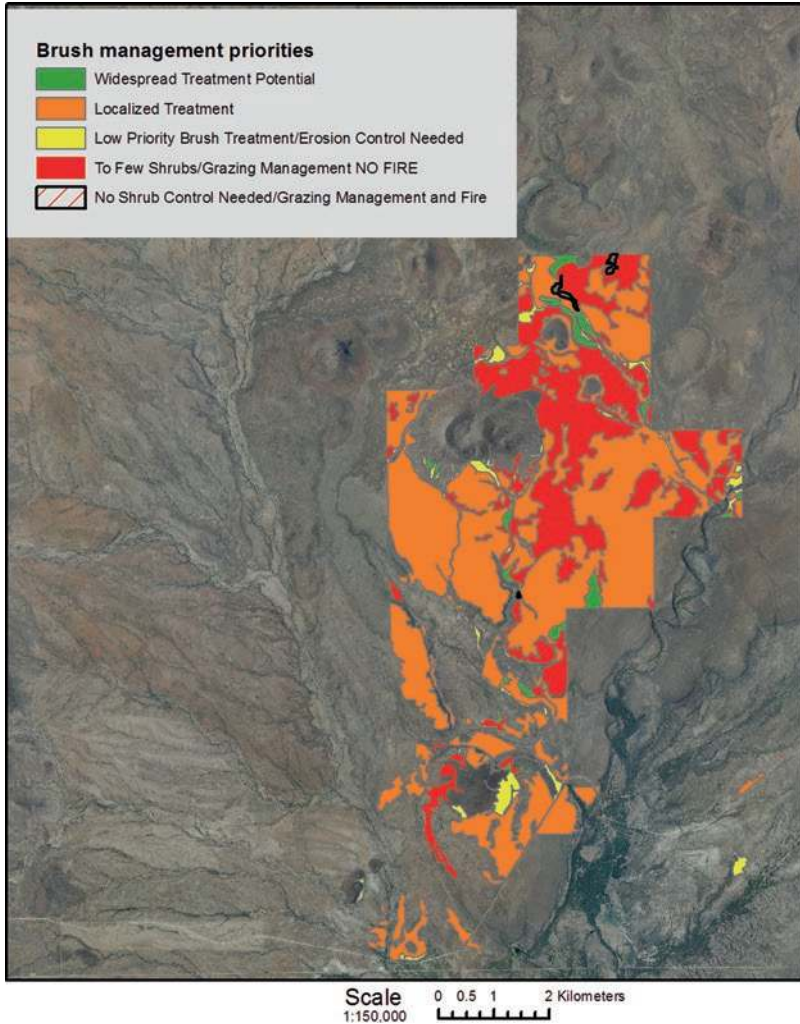 Brush management priorities
Widespread Treatment Potential
Localized Treatment
Low Priority Brush Treatment/Erosion Control Needed
To Few Shrubs/Grazing Management NO FIRE
No Shrub Control Needed/Grazing Management and Fire
Scale 0 0.5 1 2 Kilometers
1:150,000